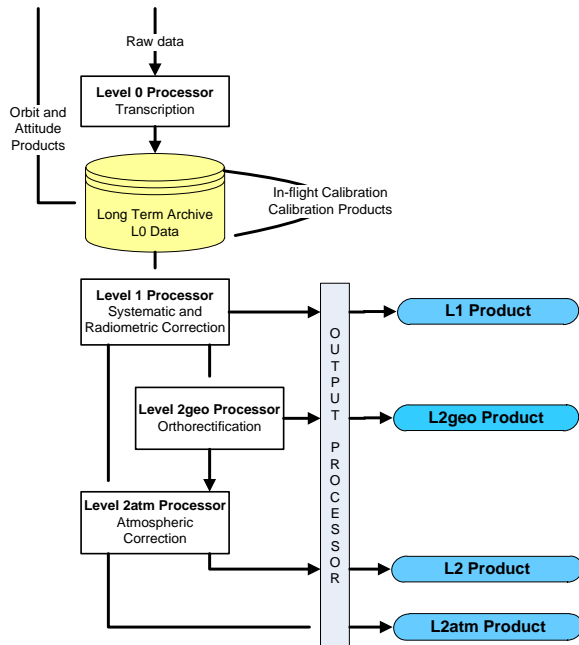 Raw data
Level 0 Processor
Transcription
Orbit and
Attitude
Products
In-flight Calibration
Calibration Products
Long Term Archive
L0 Data
Level 1 Processor
Systematic and
Radiometric Correction
L1 Product
OUTPUT PROCESSOR
Level 2geo Processor
Orthorectification
L2geo Product
Level 2atm Processor
Atmospheric
Correction
L2 Product
L2atm Product